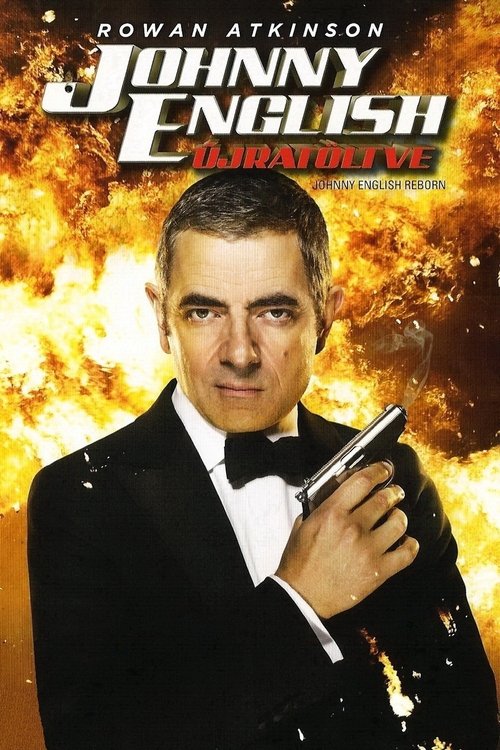 ROWAN ATKINSON
JOHNNY
ENGLISH
ÚJRATÖLTVE
JOHNNY ENGLISH REBORN